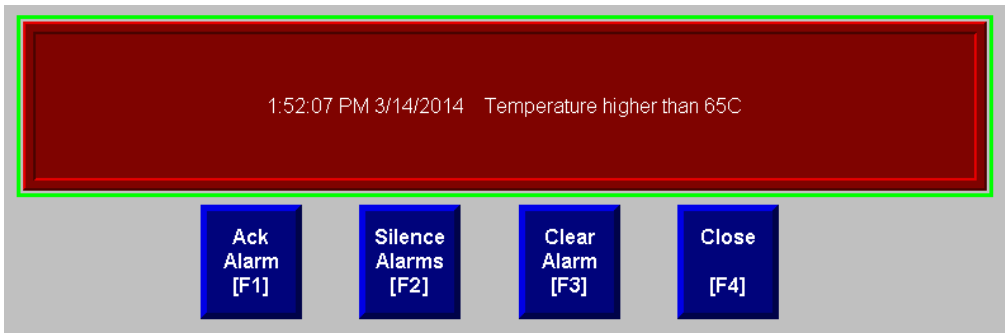 1:52:07 PM 3/14/2014 Temperature higher than 65C
Ack
Alarm
[F1]
Silence
Alarms
[F2]
Clear
Alarm
[F3]
Close
[F4]